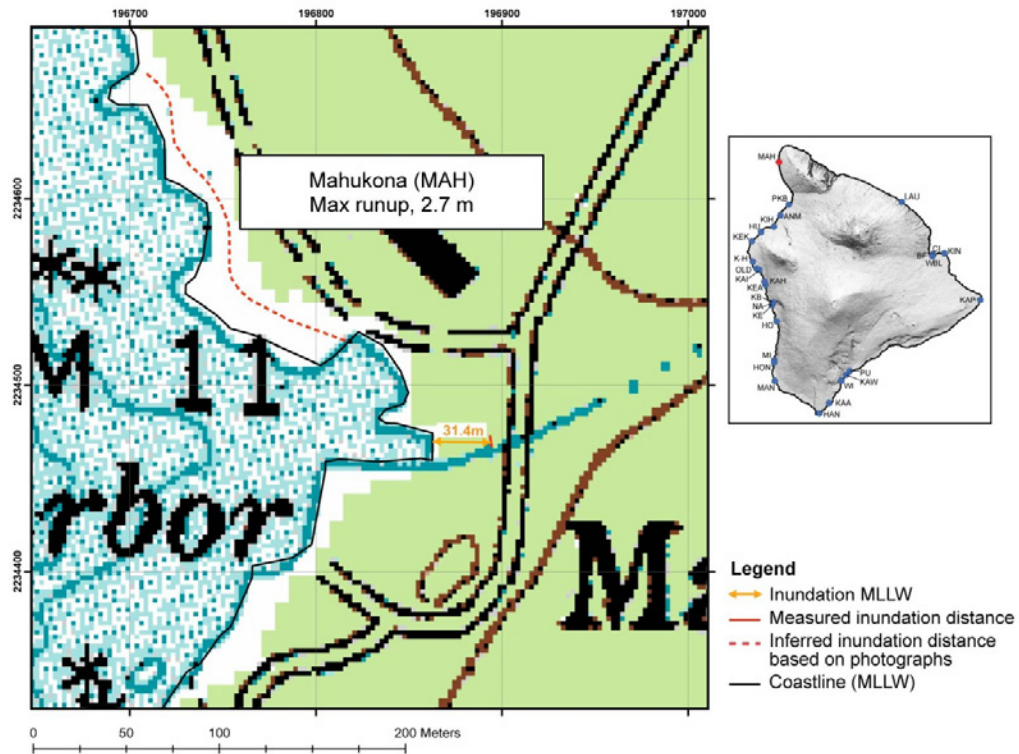 196700
196800
196900
197000
2234600
2234500
2234400
Mahukona (MAH)
Max runup, 2.7 m
M 11
31.4m
rbor
Ma
MAH
PKB
ANM
KIH
HU
KEK
K-H
OLD
KAI
KAH
KEA
KB
NA
KE
HO
MI
HON
MAN
LAU
CI
KIN
BF
WBL
KAP
PU
KAW
WI
KAA
HAN
Legend
Inundation MLLW
Measured inundation distance
Inferred inundation distance
based on photographs
Coastline (MLLW)
0 50 100 200 Meters